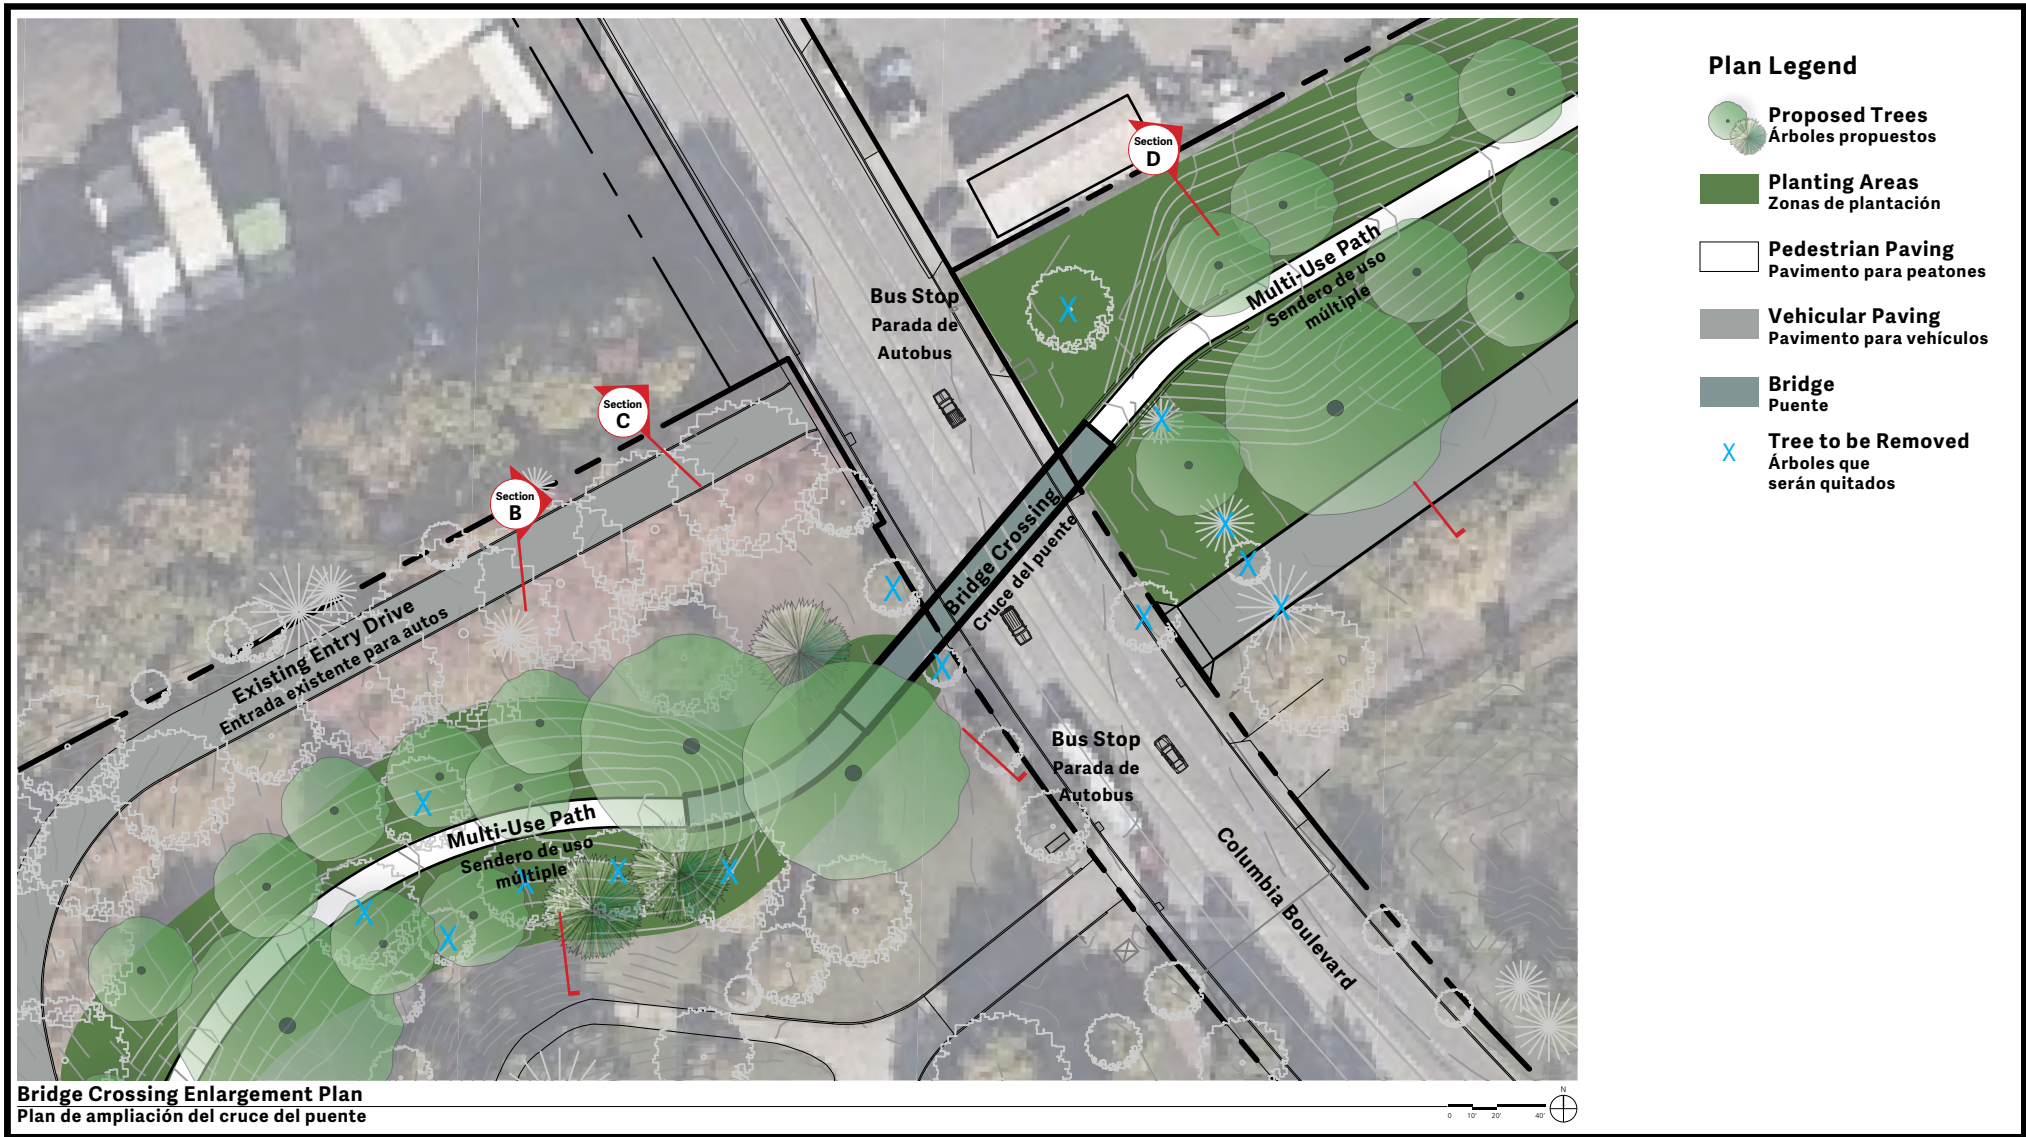 Plan Legend
Proposed Trees
Árboles propuestos
Planting Areas
Zonas de plantación
Pedestrian Paving
Pavimento para peatones
Vehicular Paving
Pavimento para vehículos
Bridge
Puente
X
Tree to be Removed
Árboles que
serán quitados
Section
D
Multi-Use Path
Sendero de uso
múltiple
Bus Stop
Parada de
Autobus
Section
C
Section
B
Bridge Crossing
Cruce del puente
Existing Entry Drive
Entrada existente para autos
Bus Stop
Parada de
Autobus
Multi-Use Path
Sendero de uso
múltiple
Columbia Boulevard
Bridge Crossing Enlargement Plan
Plan de ampliación del cruce del puente
0 10' 20' 40'
N